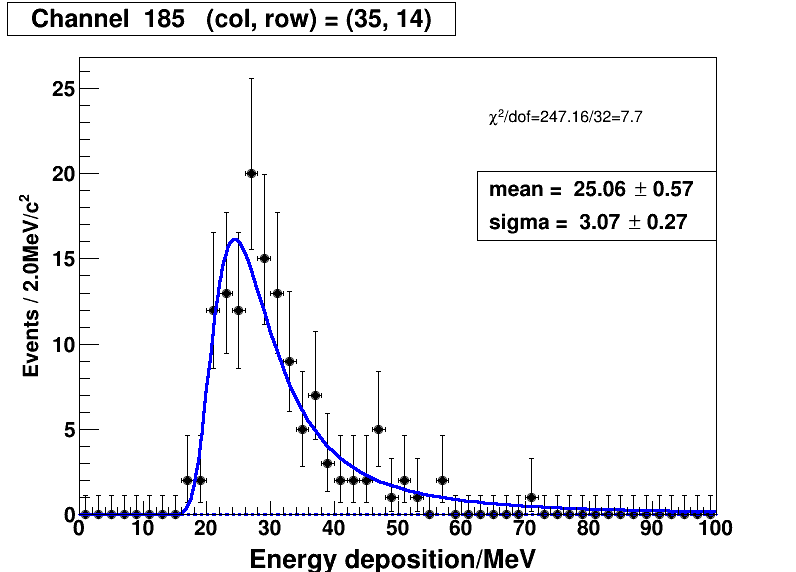 Channel 185 (col, row) = (35, 14)
χ²/dof=247.16/32=7.7
mean = 25.06 ± 0.57
sigma = 3.07 ± 0.27
Events / 2.0MeV/c²
25
20
15
10
5
0
0 10 20 30 40 50 60 70 80 90 100
Energy deposition/MeV